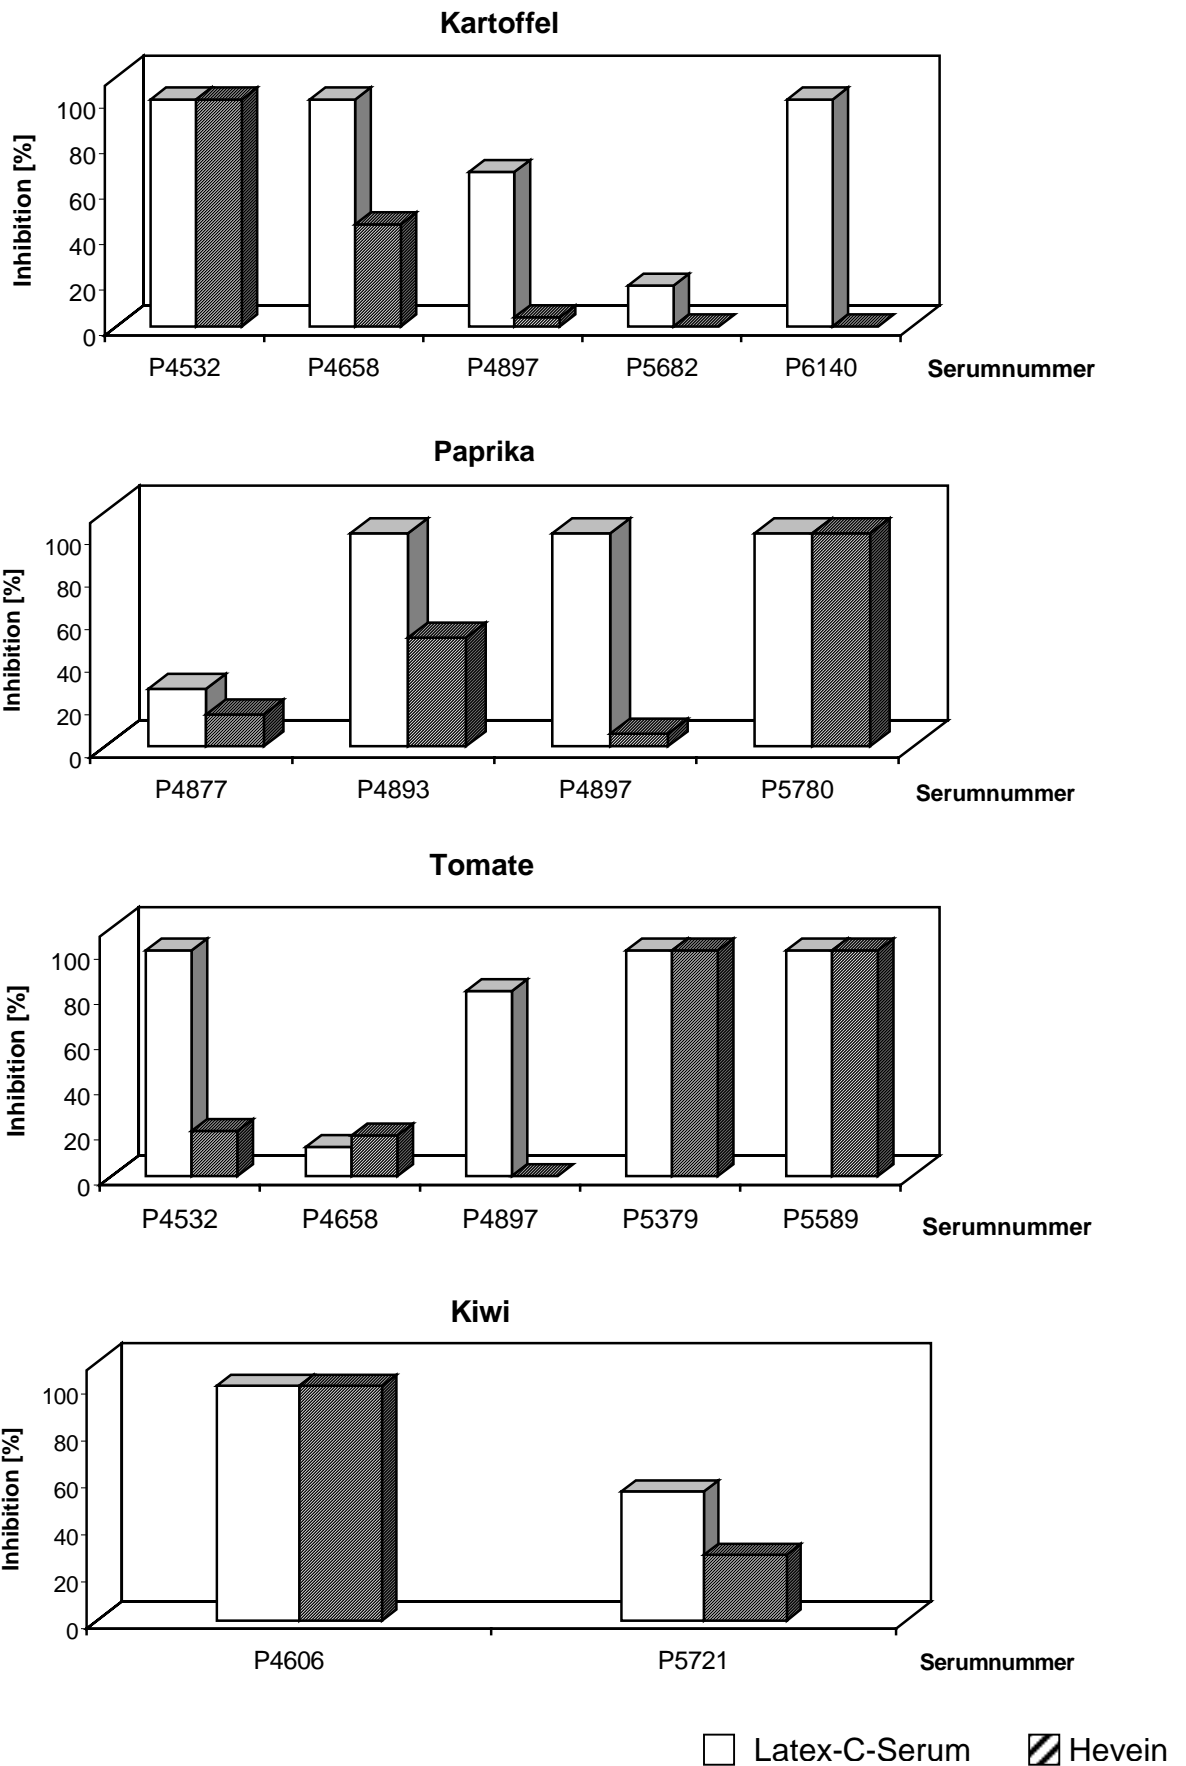 Kartoffel
Inhibition [%]
100
80
60
40
20
0
P4532 P4658 P4897 P5682 P6140 Serumnummer
Paprika
Inhibition [%]
100
80
60
40
20
0
P4877 P4893 P4897 P5780 Serumnummer
Tomate
Inhibition [%]
100
80
60
40
20
0
P4532 P4658 P4897 P5379 P5589 Serumnummer
Kiwi
Inhibition [%]
100
80
60
40
20
0
P4606 P5721 Serumnummer
Latex-C-Serum Hevein